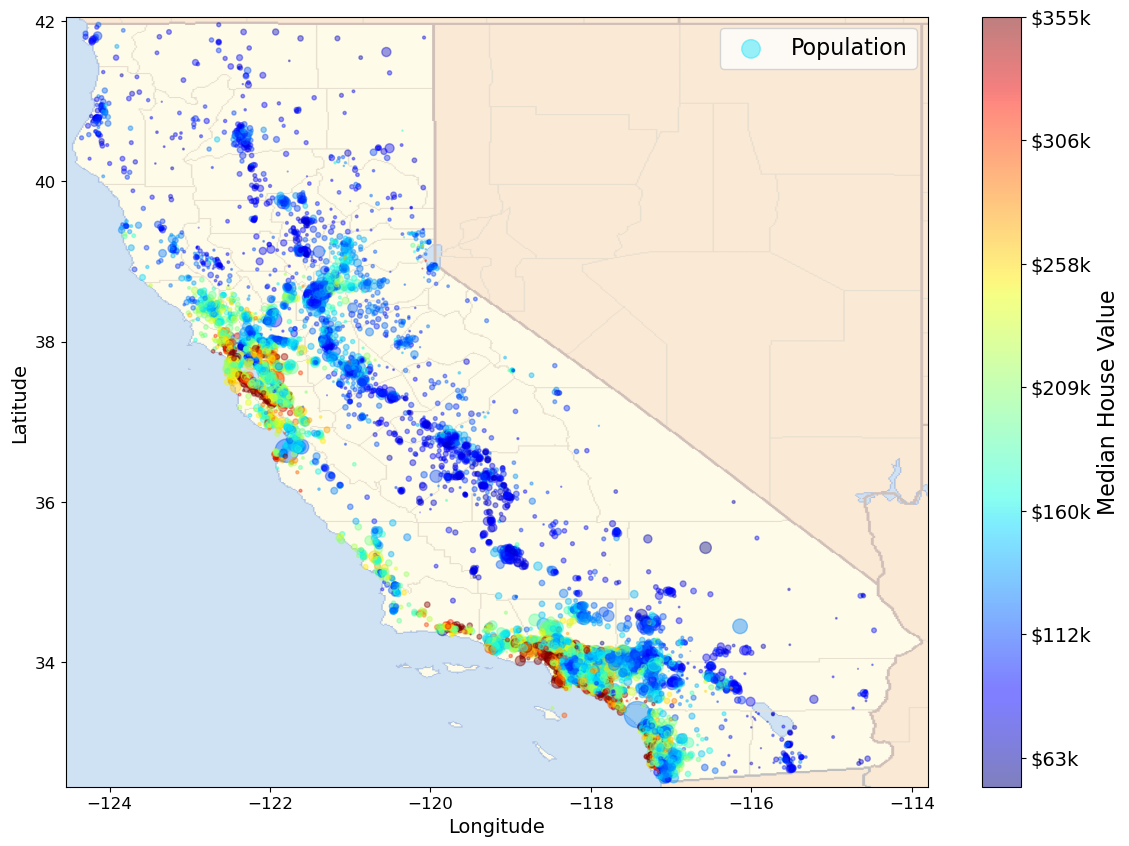 Population
42
40
38
36
34
Latitude
−124
−122
−120
−118
−116
−114
Longitude
$355k
$306k
$258k
$209k
$160k
$112k
$63k
Median House Value